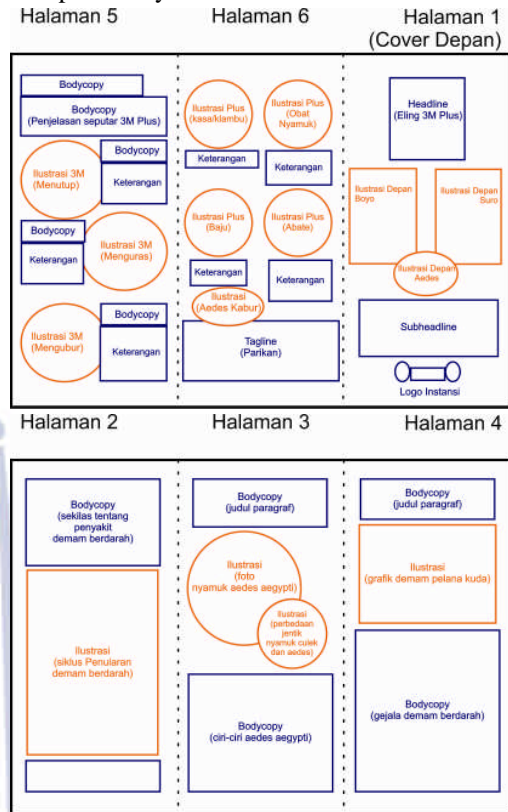 Halaman 5
Halaman 6
Halaman 1
(Cover Depan)
Bodycopy
Bodycopy
(Penjelasan seputar 3M Plus)
Ilustrasi 3M
(Menutup)
Bodycopy
Keterangan
Bodycopy
Keterangan
Ilustrasi 3M
(Menguras)
Ilustrasi 3M
(Mengubur)
Bodycopy
Keterangan
Ilustrasi Plus
(kasa/klambu)
Ilustrasi Plus
(Obat
Nyamuk)
Keterangan
Keterangan
Ilustrasi Plus
(Baju)
Ilustrasi Plus
(Abate)
Keterangan
Keterangan
Ilustrasi
(Aedes Kabur)
Tagline
(Parikan)
Headline
(Eling 3M Plus)
Ilustrasi Depan
Boyo
Ilustrasi Depan
Suro
Ilustrasi Depan
Aedes
Subheadline
Logo Instansi
Halaman 2
Halaman 3
Halaman 4
Bodycopy
(sekilas tentang
penyakit
demam berdarah)
Ilustrasi
(siklus Penularan
demam berdarah)
Bodycopy
(judul paragraf)
Ilustrasi
(foto
nyamuk aedes aegypti)
Ilustrasi
(perbedaan
jentik
nyamuk culek
dan aedes)
Bodycopy
(ciri-ciri aedes aegypti)
Bodycopy
(judul paragraf)
Ilustrasi
(grafik demam pelana kuda)
Bodycopy
(gejala demam berdarah)